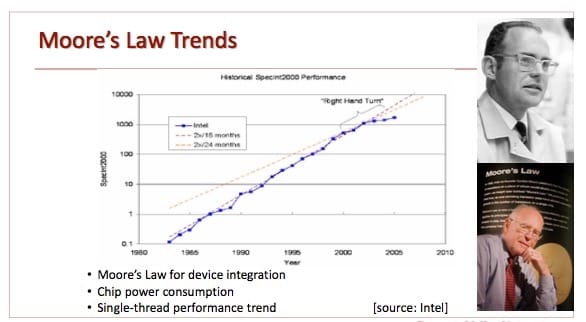 Moore's Law Trends
Historical SpecInt2000 Performance
10000
1000
100
10
1
0.1
SpecInt2000
"Right Hand Turn"
Intel
2x/18 months
2x/24 months
1980
1985
1990
1995
2000
2005
2010
Year
• Moore's Law for device integration
• Chip power consumption
• Single-thread performance trend
[source: Intel]
Moore's Law